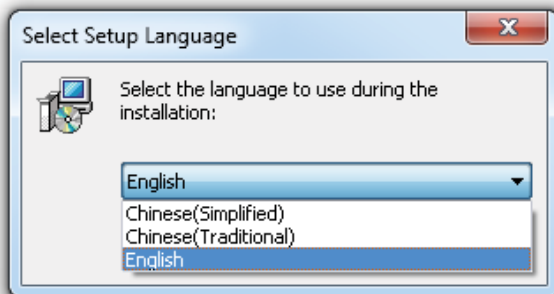 Select Setup Language
Select the language to use during the
installation:
English
Chinese(Simplified)
Chinese(Traditional)
English